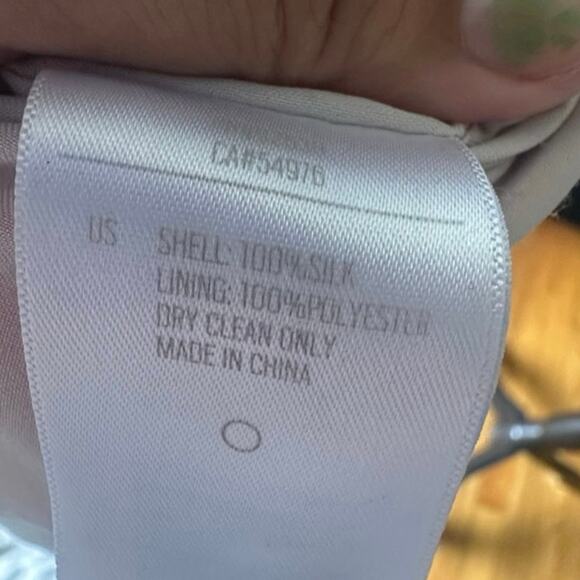 CA#54976
US SHELL: 100%SILK
LINING: 100%POLYESTER
DRY CLEAN ONLY
MADE IN CHINA